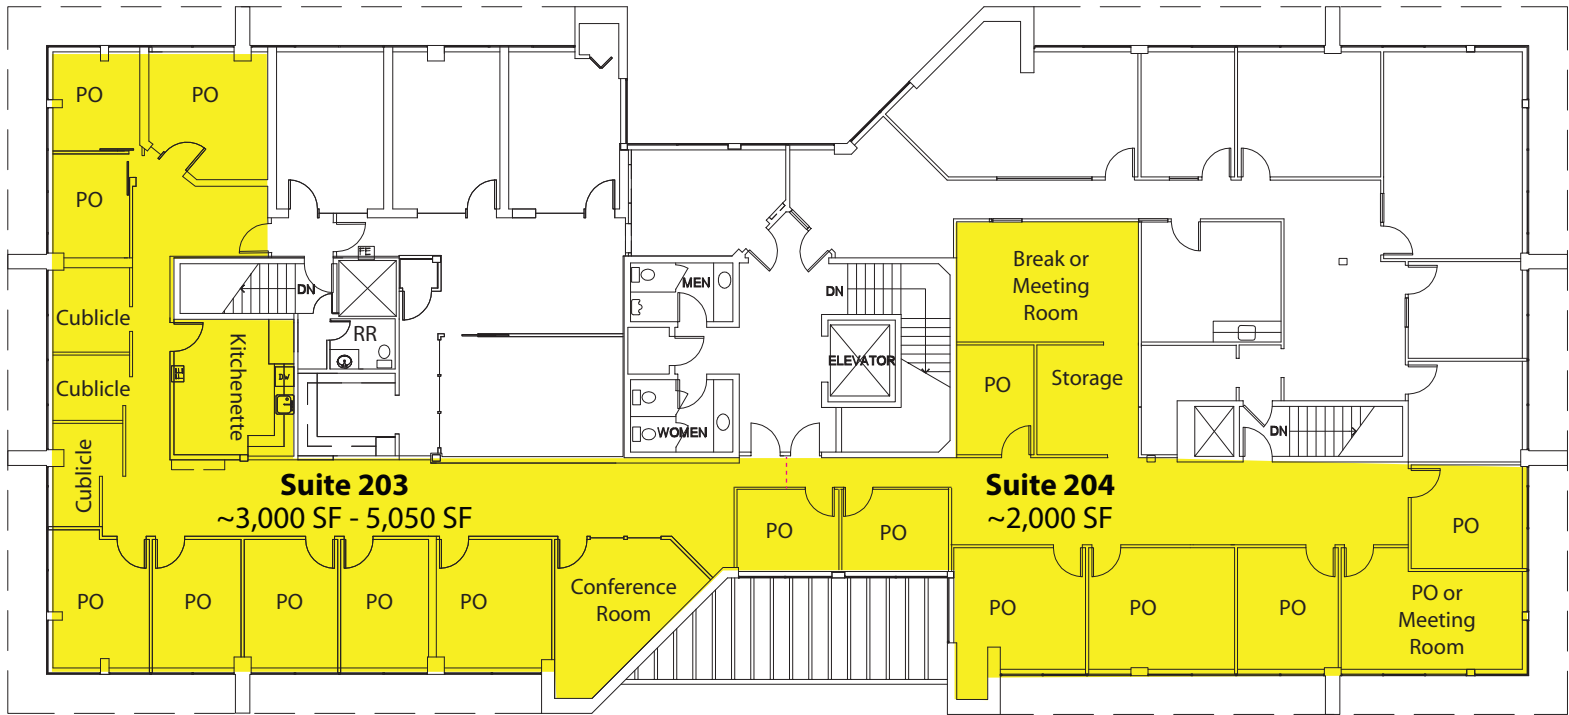 PO
PO
PO
Cublicle
Cublicle
Cublicle
FE
Kitchenette
DW
DN
FE
RR
MEN
WOMEN
DN
ELEVATOR
Break or
Meeting
Room
PO
Storage
DN
Suite 203
~3,000 SF - 5,050 SF
Suite 204
~2,000 SF
PO
PO
PO
PO
PO
PO
PO
PO
Conference
Room
PO
PO
PO
PO or
Meeting
Room